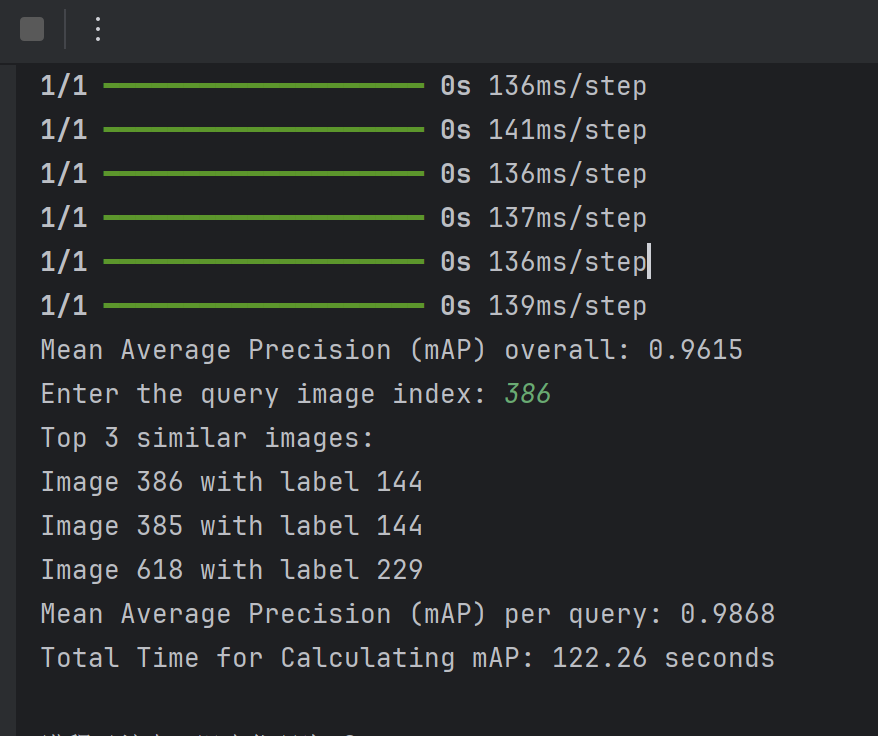 1/1 ━━━━━━━━━━━━━━━━━━━━ 0s 136ms/step
1/1 ━━━━━━━━━━━━━━━━━━━━ 0s 141ms/step
1/1 ━━━━━━━━━━━━━━━━━━━━ 0s 136ms/step
1/1 ━━━━━━━━━━━━━━━━━━━━ 0s 137ms/step
1/1 ━━━━━━━━━━━━━━━━━━━━ 0s 136ms/step
1/1 ━━━━━━━━━━━━━━━━━━━━ 0s 139ms/step
Mean Average Precision (mAP) overall: 0.9615
Enter the query image index: 386
Top 3 similar images:
Image 386 with label 144
Image 385 with label 144
Image 618 with label 229
Mean Average Precision (mAP) per query: 0.9868
Total Time for Calculating mAP: 122.26 seconds